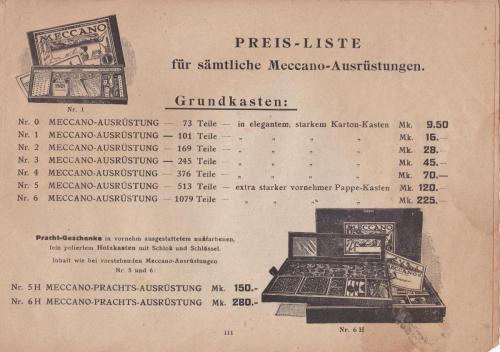 MECCANO
Nr. 1
PREIS-LISTE
für sämtliche Meccano-Ausrüstungen.
Grundkasten:
Nr. 0 MECCANO-AUSRÜSTUNG — 73 Teile — in elegantem, starkem Karton-Kasten Mk. 9.50
Nr. 1 MECCANO-AUSRÜSTUNG — 101 Teile — „ „ „ „ Mk. 16.—
Nr. 2 MECCANO-AUSRÜSTUNG — 169 Teile — „ „ „ „ Mk. 28.—
Nr. 3 MECCANO-AUSRÜSTUNG — 245 Teile — „ „ „ „ Mk. 45.—
Nr. 4 MECCANO-AUSRÜSTUNG — 376 Teile — „ „ „ „ Mk. 70.—
Nr. 5 MECCANO-AUSRÜSTUNG — 513 Teile — extra starker vornehmer Pappe-Kasten Mk. 120.—
Nr. 6 MECCANO-AUSRÜSTUNG — 1079 Teile — „ „ „ „ Mk. 225.—
Pracht-Geschenke in vornehm ausgestattetem nußfarbenen,
fein polierten Holzkasten mit Schloß und Schlüssel.
Inhalt wie bei vorstehenden Meccano-Ausrüstungen
Nr. 5 und 6:
Nr. 5 H MECCANO-PRACHTS-AUSRÜSTUNG Mk. 150.-
Nr. 6 H MECCANO-PRACHTS-AUSRÜSTUNG Mk. 280.-
MECCANO
Nr. 6 H
111